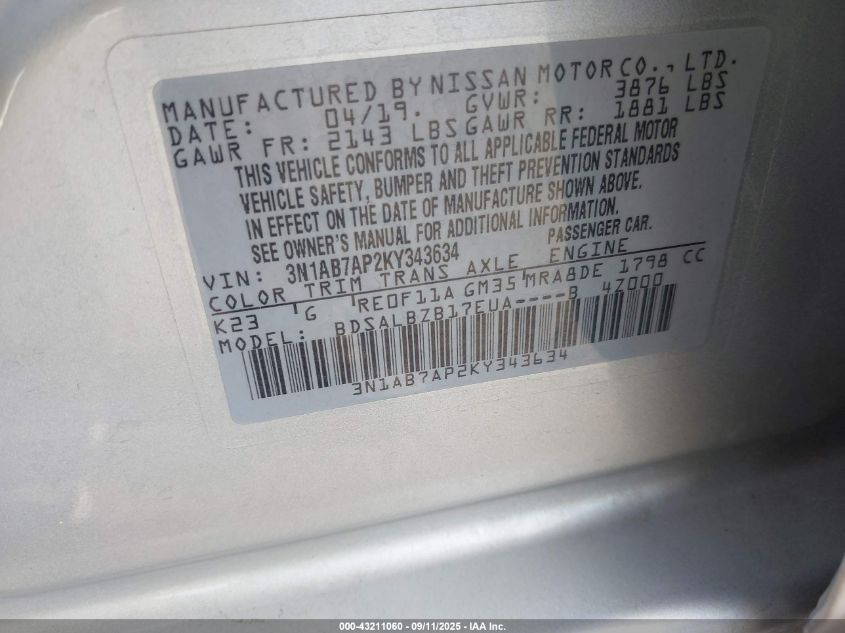 MANUFACTURED BY NISSAN MOTOR CO., LTD.
DATE: 04/19. GVWR: 3876 LBS
GAWR FR: 2143 LBS GAWR RR: 1881 LBS
THIS VEHICLE CONFORMS TO ALL APPLICABLE FEDERAL MOTOR
VEHICLE SAFETY, BUMPER AND THEFT PREVENTION STANDARDS
IN EFFECT ON THE DATE OF MANUFACTURE SHOWN ABOVE.
SEE OWNER'S MANUAL FOR ADDITIONAL INFORMATION.
VIN: 3N1AB7AP2KY343634 PASSENGER CAR.
COLOR TRIM TRANS AXLE ENGINE
K23 G RE0F11A GM35 MRA8DE 1798 CC
MODEL: BDSALBZB17EUA----B 4Z000
3N1AB7AP2KY343634
000-43211060 - 09/11/2025 - IAA Inc.